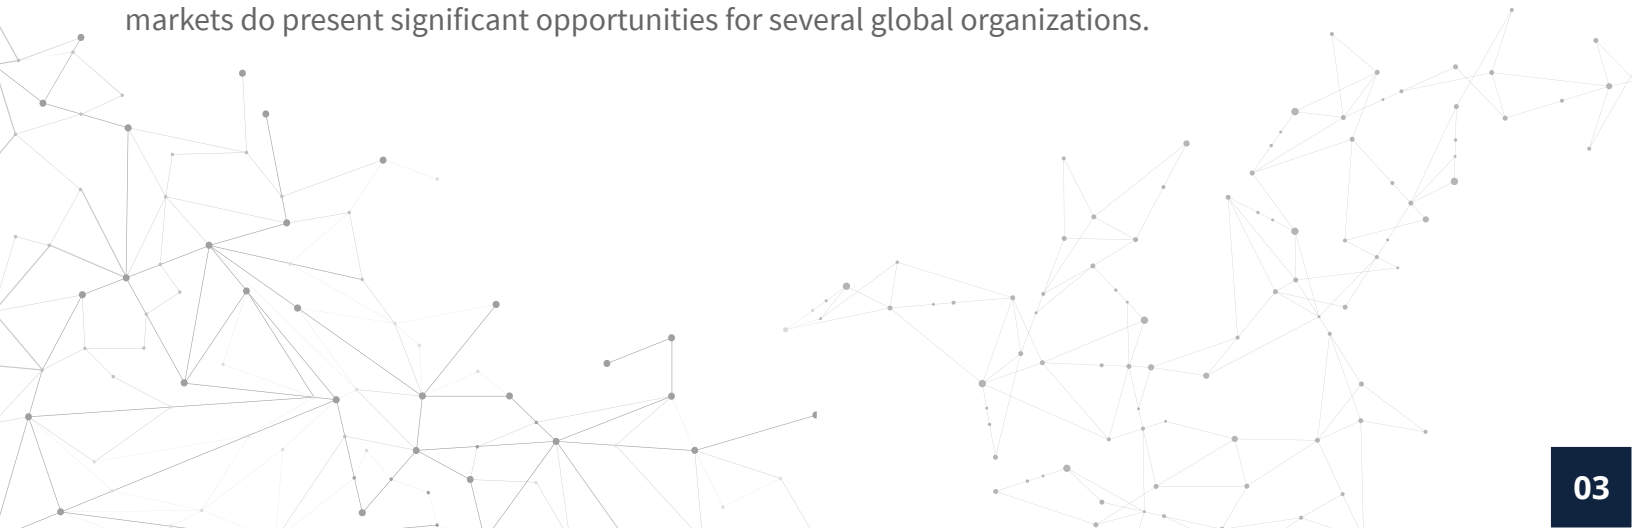 markets do present significant opportunities for several global organizations.
03